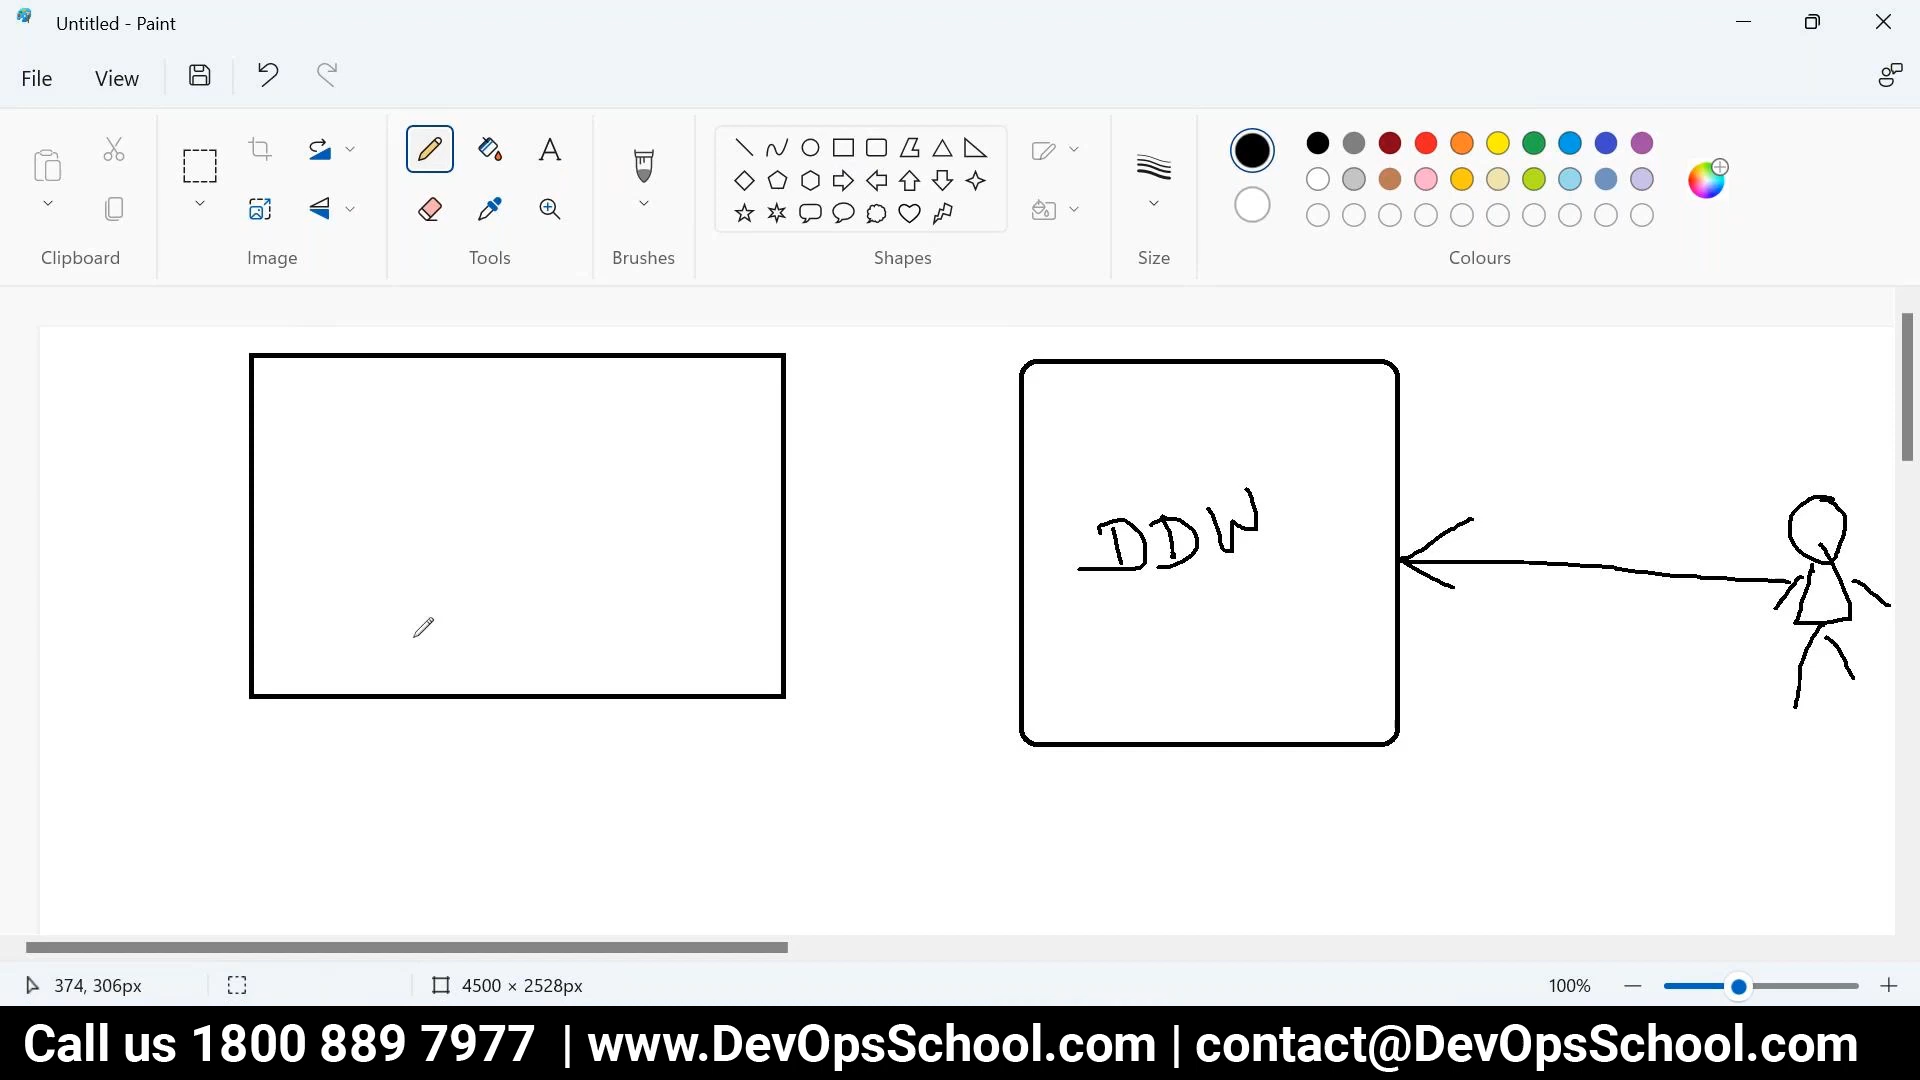 Untitled - Paint
File View
Clipboard Image Tools Brushes Shapes Size Colours
DDW
374, 306px 4500 × 2528px 100%
Call us 1800 889 7977 | www.DevOpsSchool.com | contact@DevOpsSchool.com